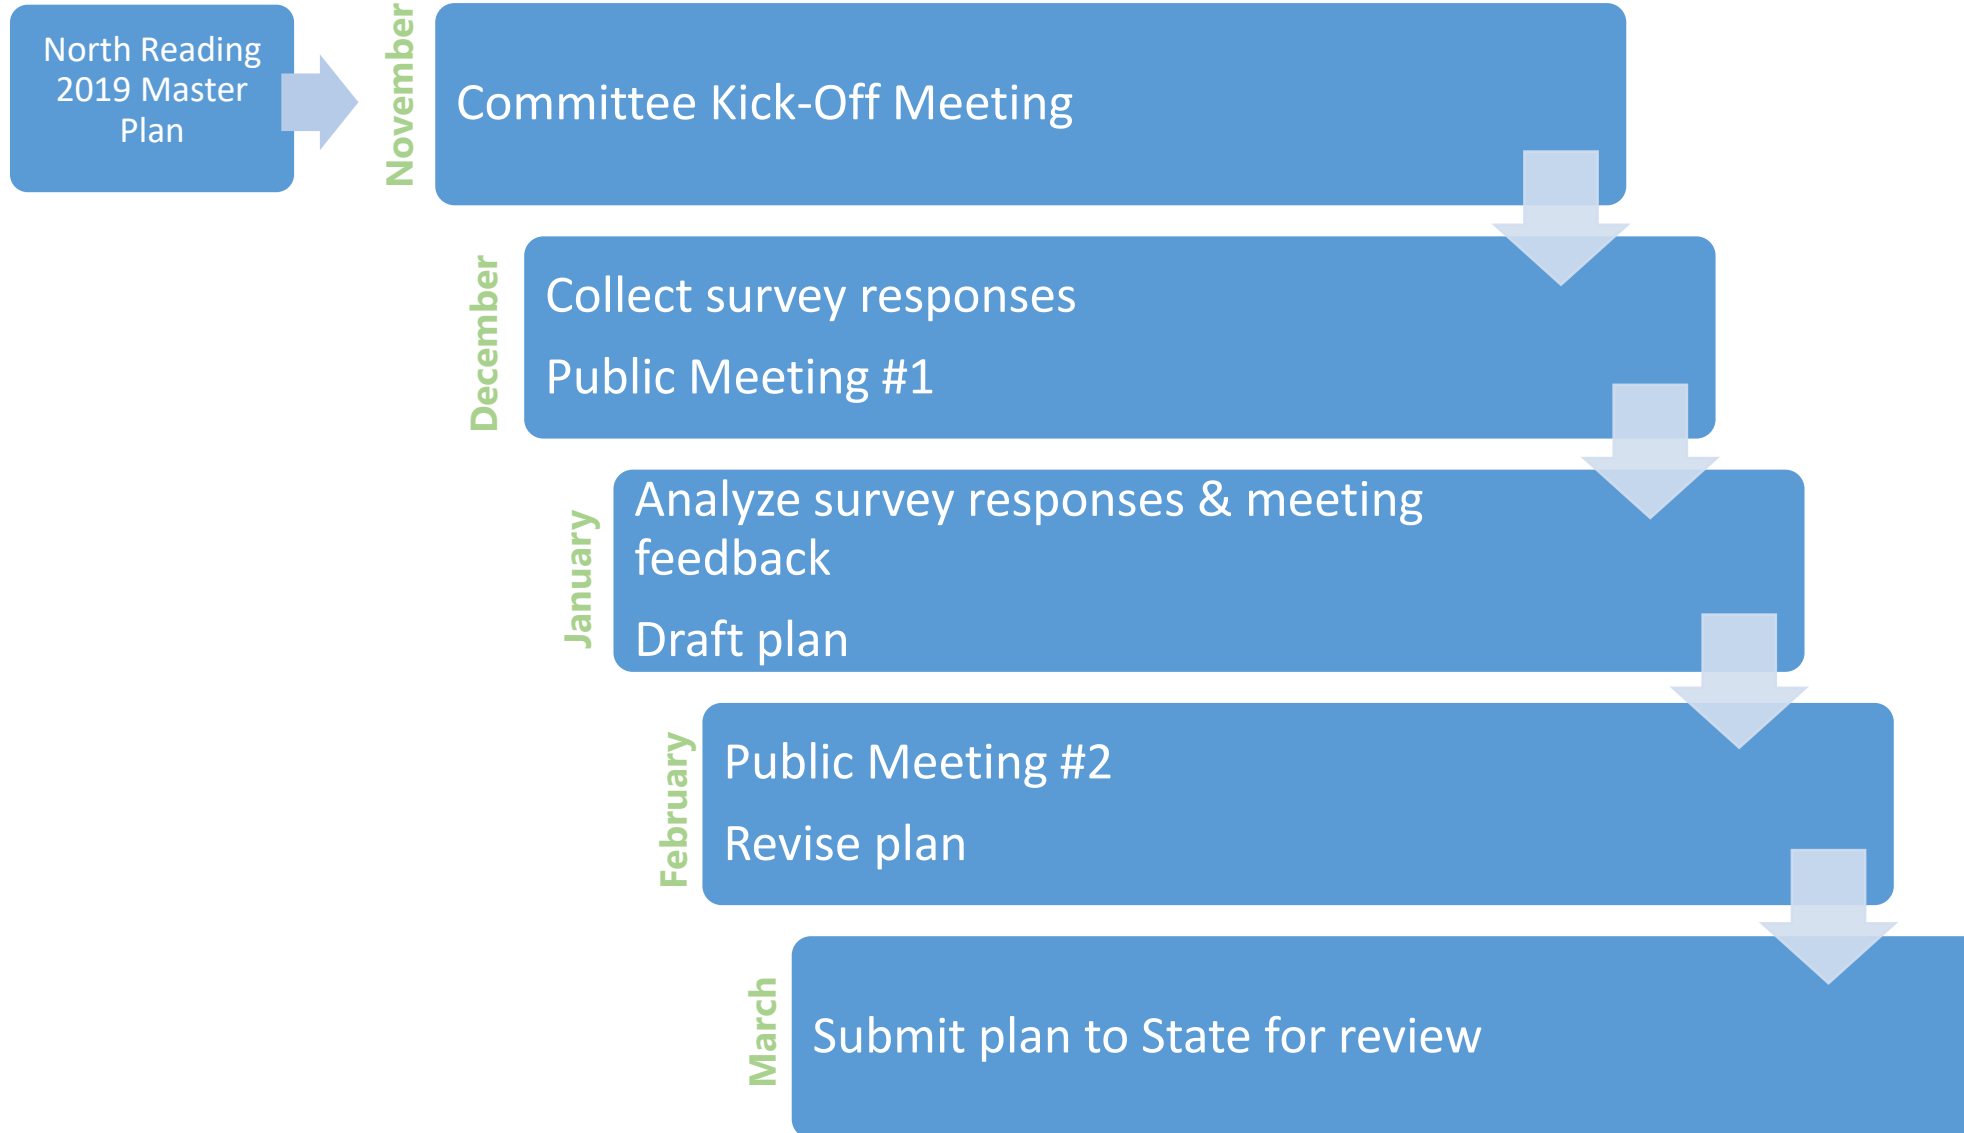 North Reading
2019 Master
Plan
November
Committee Kick-Off Meeting
December
Collect survey responses
Public Meeting #1
January
Analyze survey responses & meeting
feedback
Draft plan
February
Public Meeting #2
Revise plan
March
Submit plan to State for review